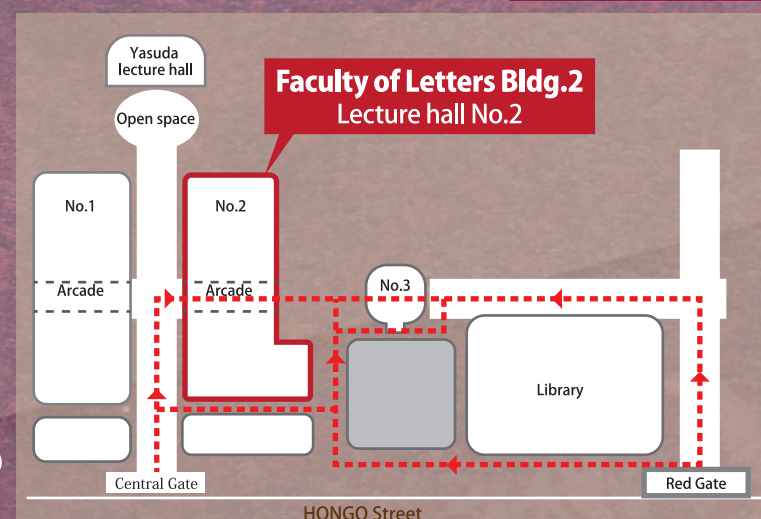 Yasuda
lecture hall
Faculty of Letters Bldg.2
Lecture hall No.2
Open space
No.1
No.2
Arcade
Arcade
No.3
Library
Central Gate
Red Gate
HONGO Street